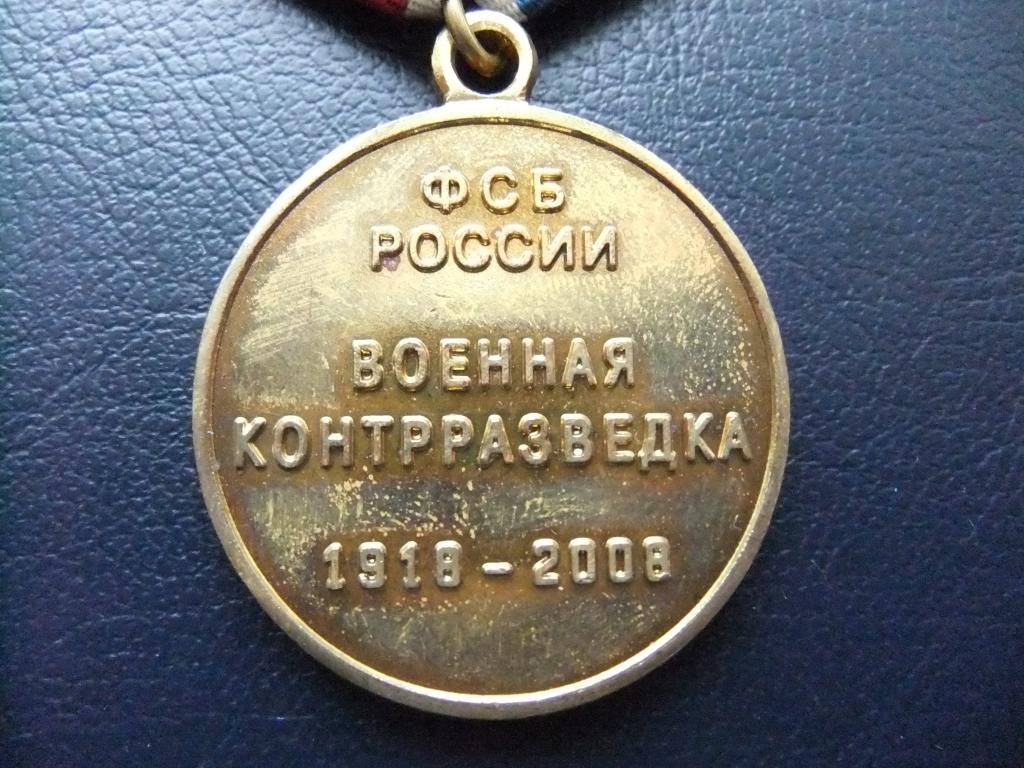 ФСБ
РОССИИ
ВОЕННАЯ
КОНТРРАЗВЕДКА
1918 - 2008